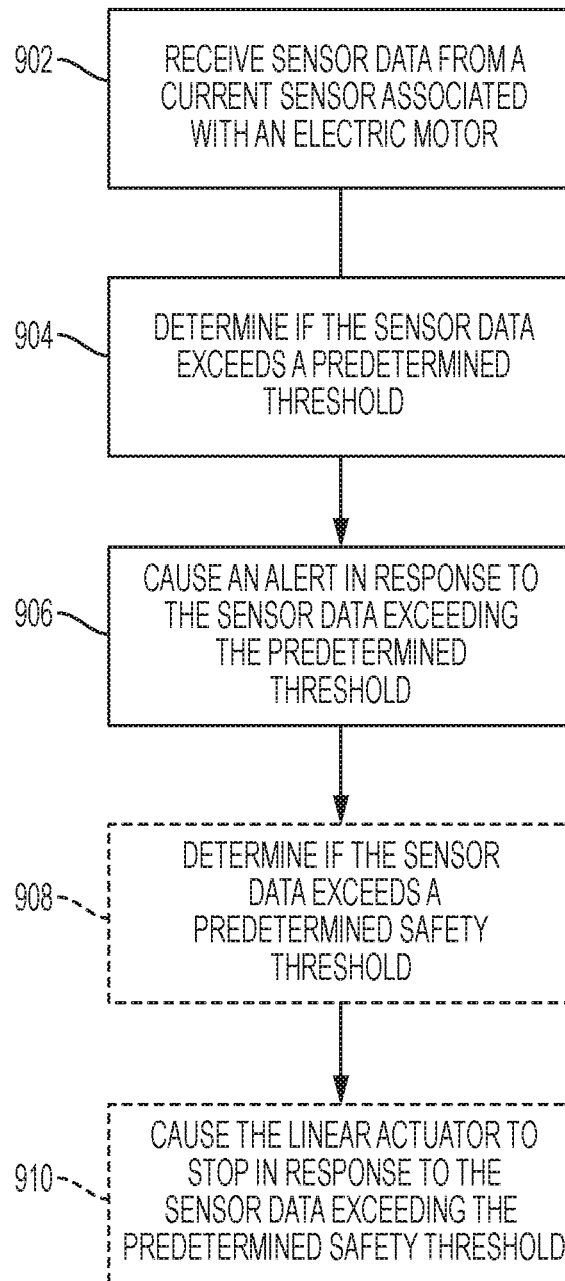 902
RECEIVE SENSOR DATA FROM A
CURRENT SENSOR ASSOCIATED
WITH AN ELECTRIC MOTOR
904
DETERMINE IF THE SENSOR DATA
EXCEEDS A PREDETERMINED
THRESHOLD
906
CAUSE AN ALERT IN RESPONSE TO
THE SENSOR DATA EXCEEDING
THE PREDETERMINED
THRESHOLD
908
DETERMINE IF THE SENSOR
DATA EXCEEDS A
PREDETERMINED SAFETY
THRESHOLD
910
CAUSE THE LINEAR ACTUATOR TO
STOP IN RESPONSE TO THE
SENSOR DATA EXCEEDING THE
PREDETERMINED SAFETY THRESHOLD